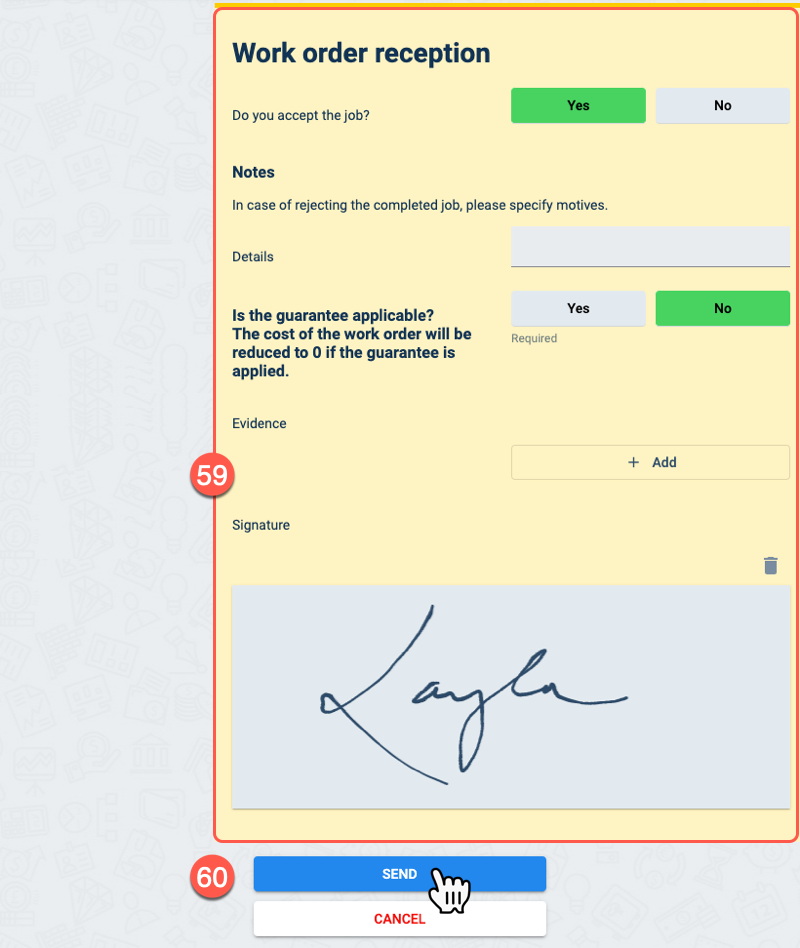 Work order reception
Do you accept the job?
Yes
No
Notes
In case of rejecting the completed job, please specify motives.
Details
Is the guarantee applicable?
The cost of the work order will be
reduced to 0 if the guarantee is
applied.
Yes
No
Required
Evidence
59
+ Add
Signature
Kayla
60
SEND
CANCEL